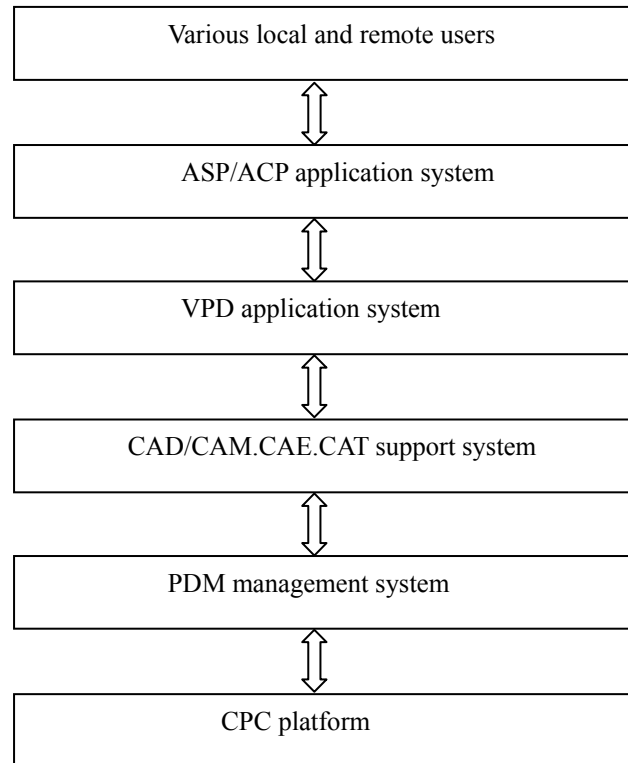 Various local and remote users
ASP/ACP application system
VPD application system
CAD/CAM.CAE.CAT support system
PDM management system
CPC platform